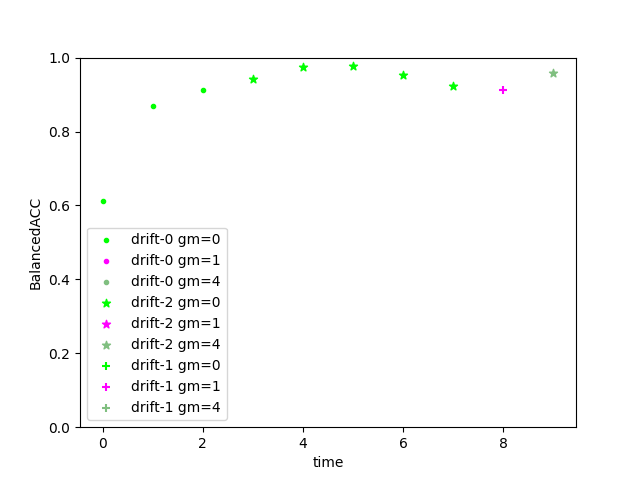 1.0
0.8
0.6
0.4
0.2
0.0
BalancedACC
drift-0 gm=0
drift-0 gm=1
drift-0 gm=4
drift-2 gm=0
drift-2 gm=1
drift-2 gm=4
drift-1 gm=0
drift-1 gm=1
drift-1 gm=4
0 2 4 6 8
time